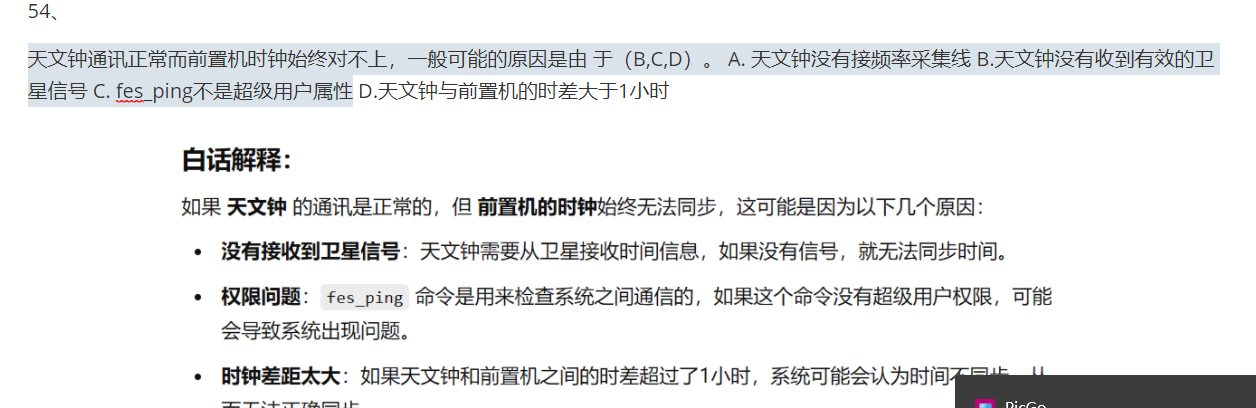 54、
天文钟通讯正常而前置机时钟始终对不上，一般可能的原因是由 于（B,C,D）。 A. 天文钟没有接频率采集线 B.天文钟没有收到有效的卫
星信号 C. fes_ping不是超级用户属性 D.天文钟与前置机的时差大于1小时
白话解释：
如果 天文钟 的通讯是正常的，但 前置机的时钟始终无法同步，这可能是因为以下几个原因：
• 没有接收到卫星信号：天文钟需要从卫星接收时间信息，如果没有信号，就无法同步时间。
• 权限问题：fes_ping 命令是用来检查系统之间通信的，如果这个命令没有超级用户权限，可能
会导致系统出现问题。
• 时钟差距太大：如果天文钟和前置机之间的时差超过了1小时，系统可能会认为时间不同步，从
PicGo